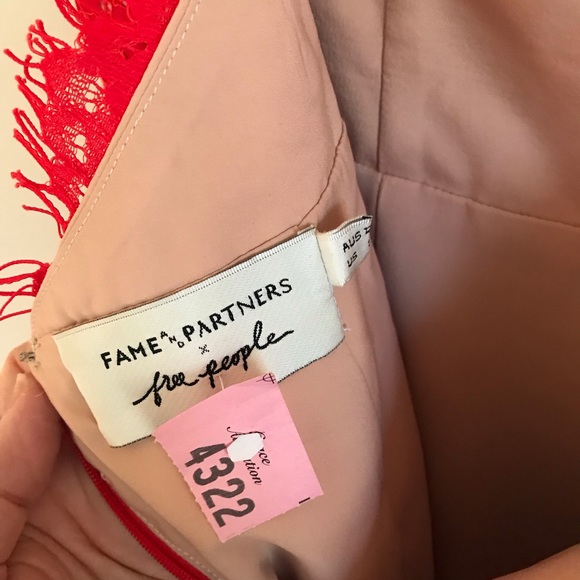 FAME AND PARTNERS
×
free people
AUS
US
4322